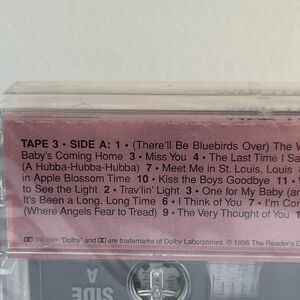 TAPE 3 • SIDE A: 1 • (There'll Be Bluebirds Over) The W
Baby's Coming Home 3 • Miss You 4 • The Last Time I Sa
(A Hubba-Hubba-Hubba) 7 • Meet Me in St. Louis, Louis
in Apple Blossom Time 10 • Kiss the Boys Goodbye 11 •
to See the Light 2 • Trav'lin' Light 3 • One for My Baby (an
It's Been a Long, Long Time 6 • I Think of You 7 • I'm Co
(Where Angels Fear to Tread) 9 • The Very Thought of You 1
"Dolby" and are trademarks of Dolby Laboratories. © 1996 The Reader's D
SIDE
A